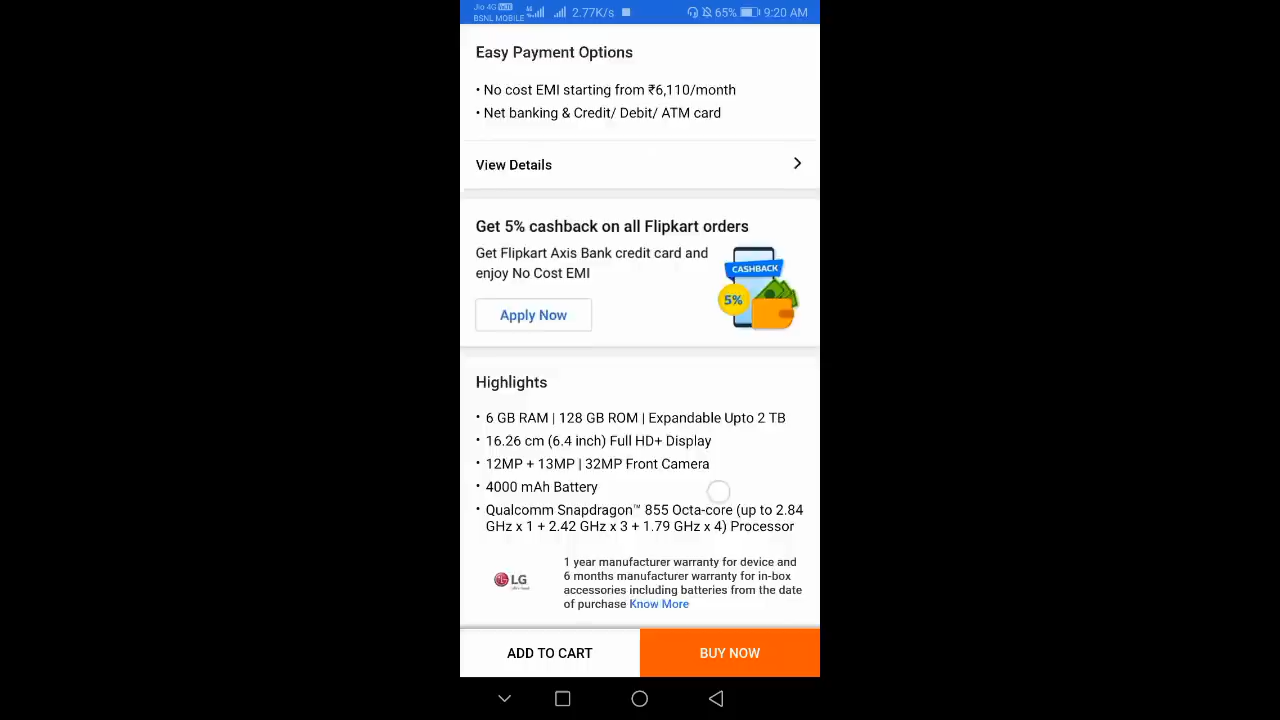 Jio 4G VoLTE
BSNL MOBILE
2.77K/s
65%
9:20 AM
Easy Payment Options
• No cost EMI starting from ₹6,110/month
• Net banking & Credit/ Debit/ ATM card
View Details
Get 5% cashback on all Flipkart orders
Get Flipkart Axis Bank credit card and
enjoy No Cost EMI
CASHBACK
5%
Apply Now
Highlights
• 6 GB RAM | 128 GB ROM | Expandable Upto 2 TB
• 16.26 cm (6.4 inch) Full HD+ Display
• 12MP + 13MP | 32MP Front Camera
• 4000 mAh Battery
• Qualcomm Snapdragon™ 855 Octa-core (up to 2.84
GHz x 1 + 2.42 GHz x 3 + 1.79 GHz x 4) Processor
LG
1 year manufacturer warranty for device and
6 months manufacturer warranty for in-box
accessories including batteries from the date
of purchase Know More
ADD TO CART
BUY NOW